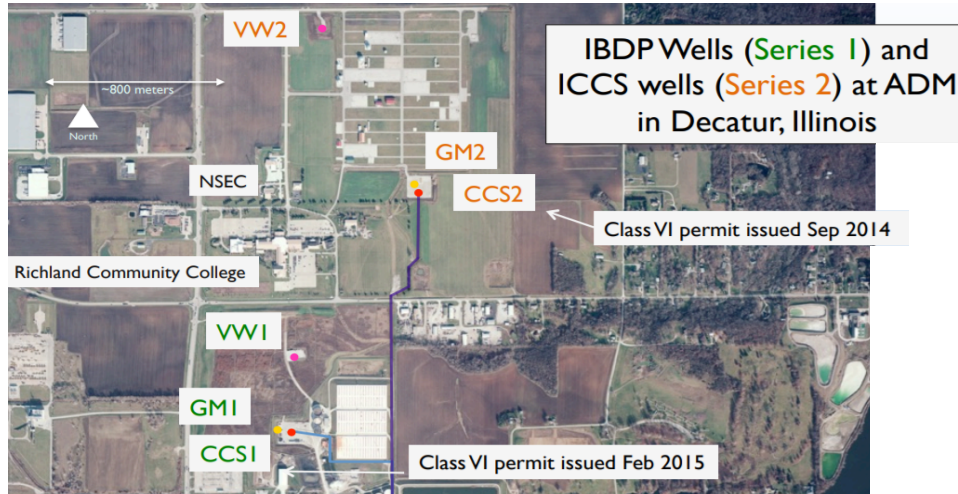 VW2
IBDP Wells (Series 1) and
ICCS wells (Series 2) at ADM
in Decatur, Illinois
~800 meters
North
GM2
NSEC
CCS2
Class VI permit issued Sep 2014
Richland Community College
VW1
GM1
CCS1
Class VI permit issued Feb 2015